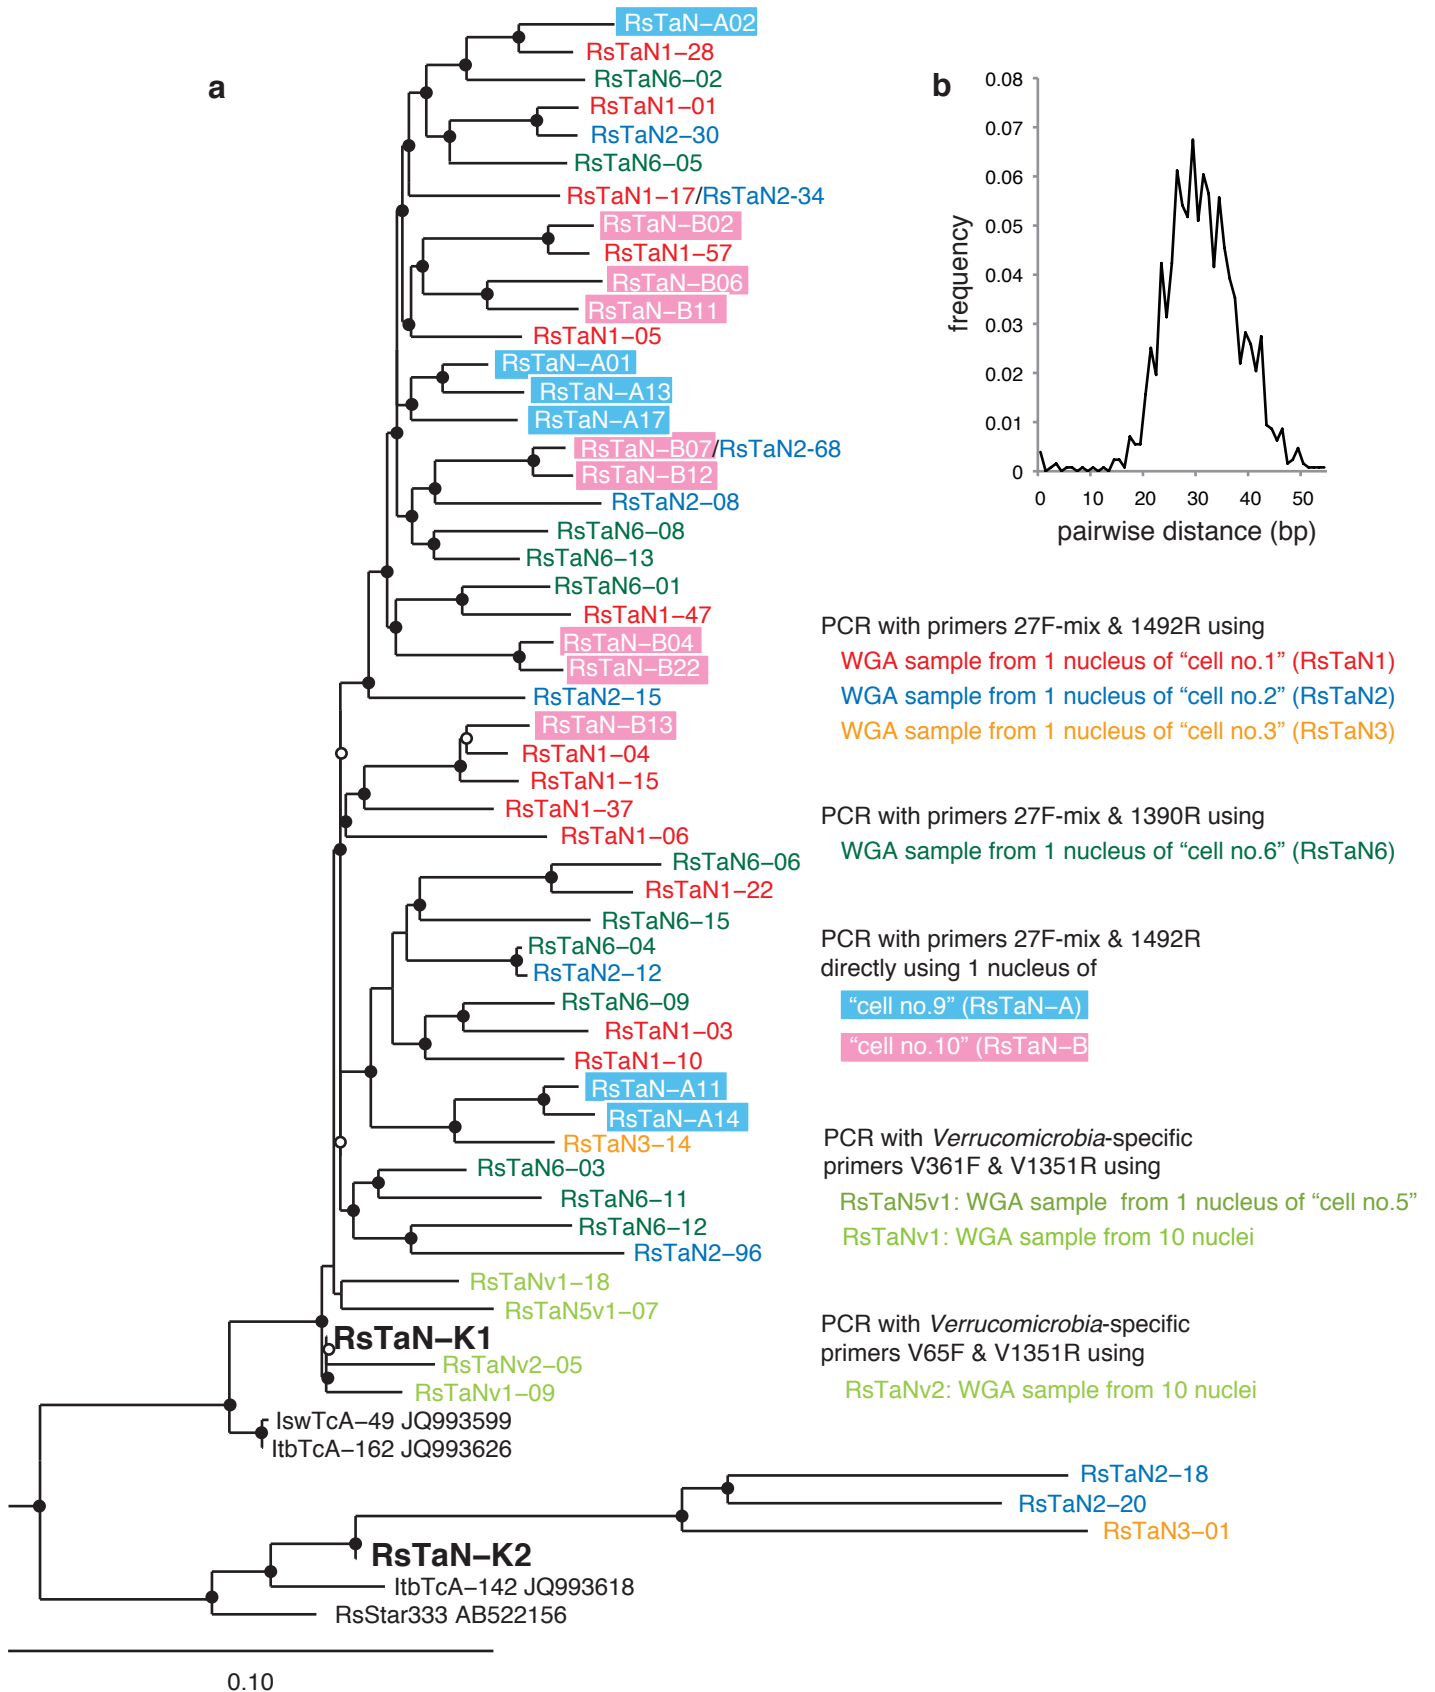 a
RsTaN–A02
RsTaN1–28
RsTaN6–02
RsTaN1–01
RsTaN2–30
RsTaN6–05
RsTaN1–17/RsTaN2-34
RsTaN–B02
RsTaN1–57
RsTaN–B06
RsTaN–B11
RsTaN1–05
RsTaN–A01
RsTaN–A13
RsTaN–A17
RsTaN–B07/RsTaN2-68
RsTaN–B12
RsTaN2–08
RsTaN6–08
RsTaN6–13
RsTaN6–01
RsTaN1–47
RsTaN–B04
RsTaN–B22
RsTaN2–15
RsTaN–B13
RsTaN1–04
RsTaN1–15
RsTaN1–37
RsTaN1–06
RsTaN6–06
RsTaN1–22
RsTaN6–15
RsTaN6–04
RsTaN2–12
RsTaN6–09
RsTaN1–03
RsTaN1–10
RsTaN–A11
RsTaN–A14
RsTaN3–14
RsTaN6–03
RsTaN6–11
RsTaN6–12
RsTaN2–96
RsTaNv1–18
RsTaN5v1–07
RsTaN–K1
RsTaNv2–05
RsTaNv1–09
IswTcA–49 JQ993599
ItbTcA–162 JQ993626
RsTaN2–18
RsTaN2–20
RsTaN3–01
RsTaN–K2
ItbTcA–142 JQ993618
RsStar333 AB522156
0.10
b
0.08
0.07
0.06
0.05
0.04
0.03
0.02
0.01
0
frequency
0 10 20 30 40 50
pairwise distance (bp)
PCR with primers 27F-mix & 1492R using
WGA sample from 1 nucleus of “cell no.1” (RsTaN1)
WGA sample from 1 nucleus of “cell no.2” (RsTaN2)
WGA sample from 1 nucleus of “cell no.3” (RsTaN3)
PCR with primers 27F-mix & 1390R using
WGA sample from 1 nucleus of “cell no.6” (RsTaN6)
PCR with primers 27F-mix & 1492R
directly using 1 nucleus of
“cell no.9” (RsTaN–A)
“cell no.10” (RsTaN–B
PCR with Verrucomicrobia-specific
primers V361F & V1351R using
RsTaN5v1: WGA sample from 1 nucleus of “cell no.5”
RsTaNv1: WGA sample from 10 nuclei
PCR with Verrucomicrobia-specific
primers V65F & V1351R using
RsTaNv2: WGA sample from 10 nuclei